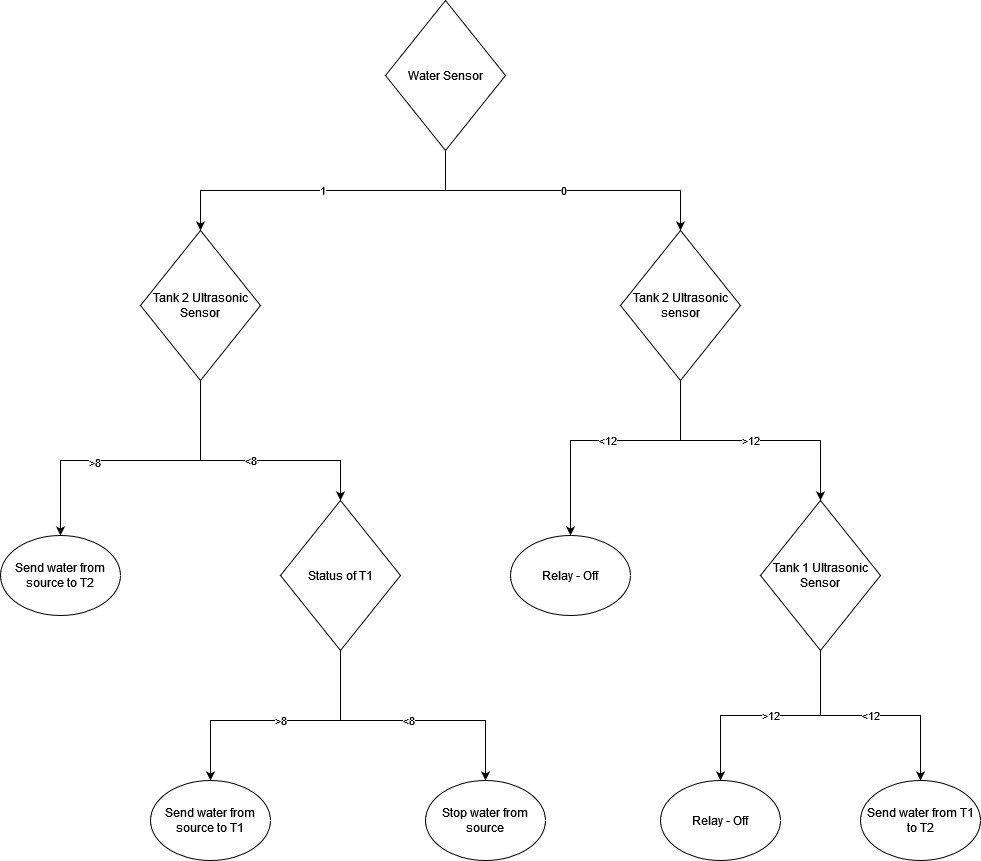 Water Sensor
1
0
Tank 2 Ultrasonic
Sensor
Tank 2 Ultrasonic
sensor
<12
>12
>8
<8
Send water from
source to T2
Status of T1
Relay - Off
Tank 1 Ultrasonic
Sensor
>12
<12
>8
<8
Send water from
source to T1
Stop water from
source
Relay - Off
Send water from T1
to T2